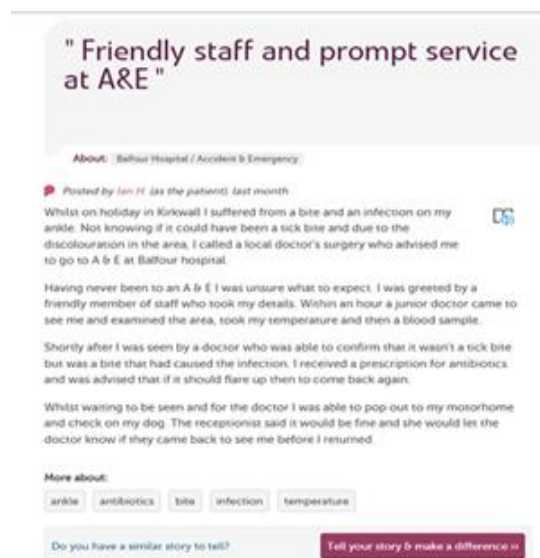 " Friendly staff and prompt service
at A&E "
About: Balfour Hospital / Accident & Emergency
Posted by Ian H (as the patient), last month
Whilst on holiday in Kirkwall I suffered from a bite and an infection on my
ankle. Not knowing if it could have been a tick bite and due to the
discolouration in the area, I called a local doctor's surgery who advised me
to go to A & E at Balfour hospital.
Having never been to an A & E I was unsure what to expect. I was greeted by a
friendly member of staff who took my details. Within an hour a junior doctor came to
see me and examined the area, took my temperature and then a blood sample.
Shortly after I was seen by a doctor who was able to confirm that it wasn't a tick bite
but was a bite that had caused the infection. I received a prescription for antibiotics
and was advised that if it should flare up then to come back again.
Whilst waiting to be seen and for the doctor I was able to pop out to my motorhome
and check on my dog. The receptionist said it would be fine and she would let the
doctor know if they came back to see me before I returned.
More about:
ankle antibiotics bite infection temperature
Do you have a similar story to tell? Tell your story & make a difference »